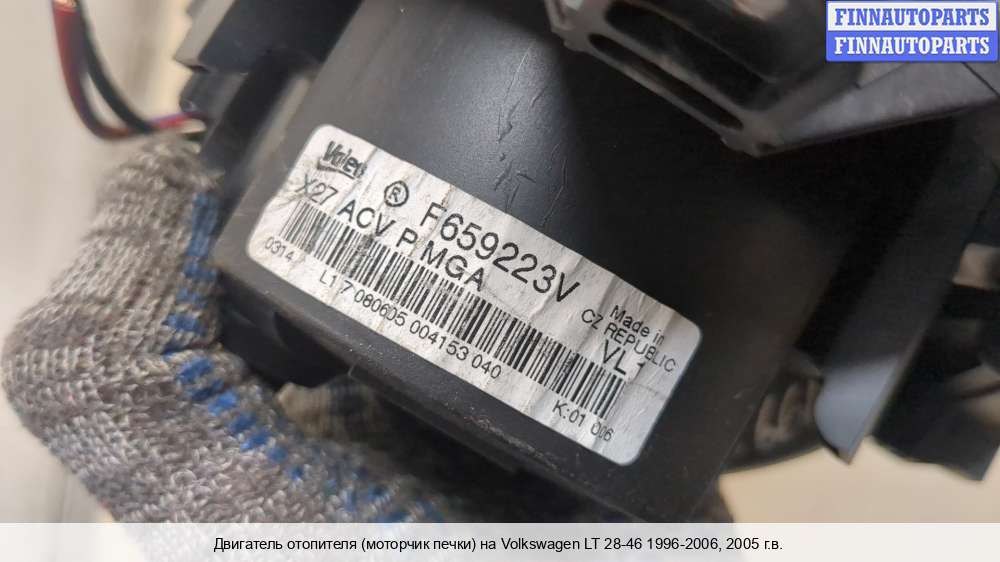 FINNAUTOPARTS
FINNAUTOPARTS
Valeo ® F659223V
X27 ACV P MGA
Made in
CZ REPUBLIC
VL 1
0314 L1 7 080605 004153 040
K:01 006
Двигатель отопителя (моторчик печки) на Volkswagen LT 28-46 1996-2006, 2005 г.в.